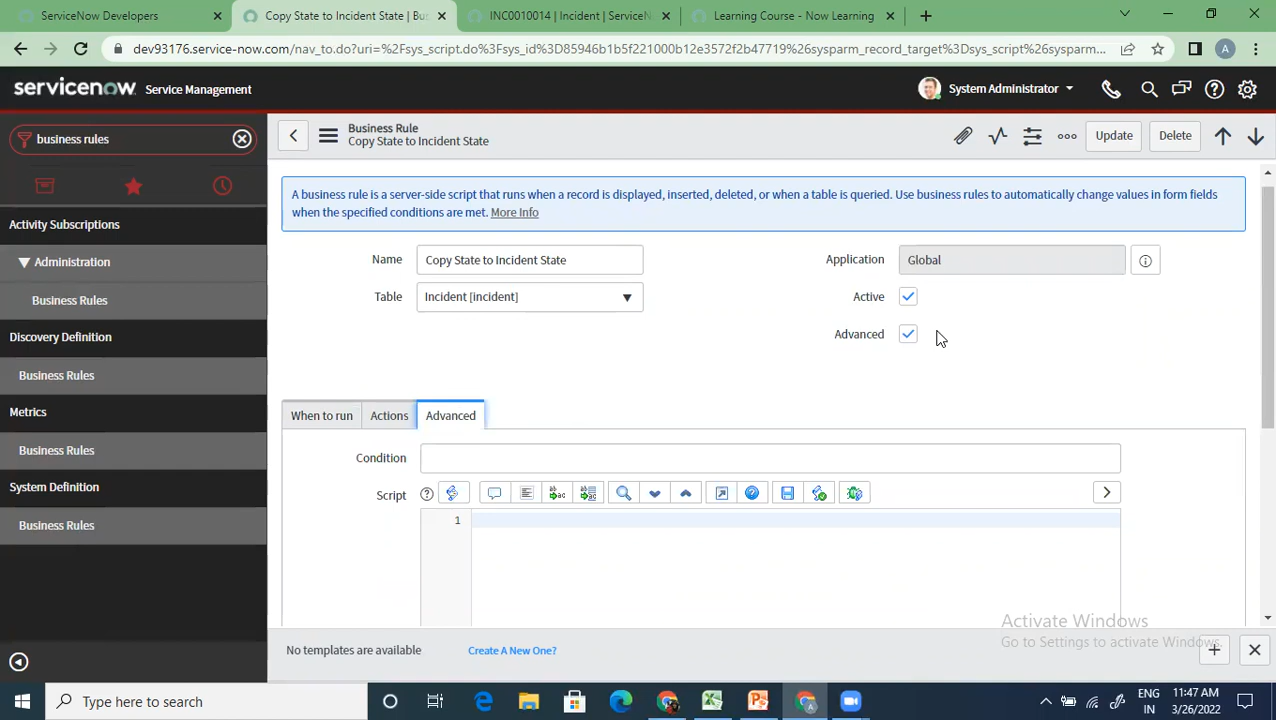 ServiceNow Developers
Copy State to Incident State | Bus
INC0010014 | Incident | ServiceN
Learning Course - Now Learning
dev93176.service-now.com/nav_to.do?uri=%2Fsys_script.do%3Fsys_id%3D85946b1b5f221000b12e3572f2b47719%26sysparm_record_target%3Dsys_script%26sysparm...
A
servicenow Service Management
System Administrator
business rules
Business Rule
Copy State to Incident State
Update
Delete
A business rule is a server-side script that runs when a record is displayed, inserted, deleted, or when a table is queried. Use business rules to automatically change values in form fields
when the specified conditions are met. More Info
Activity Subscriptions
Administration
Business Rules
Discovery Definition
Business Rules
Metrics
Business Rules
System Definition
Business Rules
Name Copy State to Incident State
Application Global
Table Incident [incident]
Active
Advanced
When to run Actions Advanced
Condition
Script
1
Activate Windows
Go to Settings to activate Windows.
No templates are available Create A New One?
Type here to search
ENG
IN
11:47 AM
3/26/2022